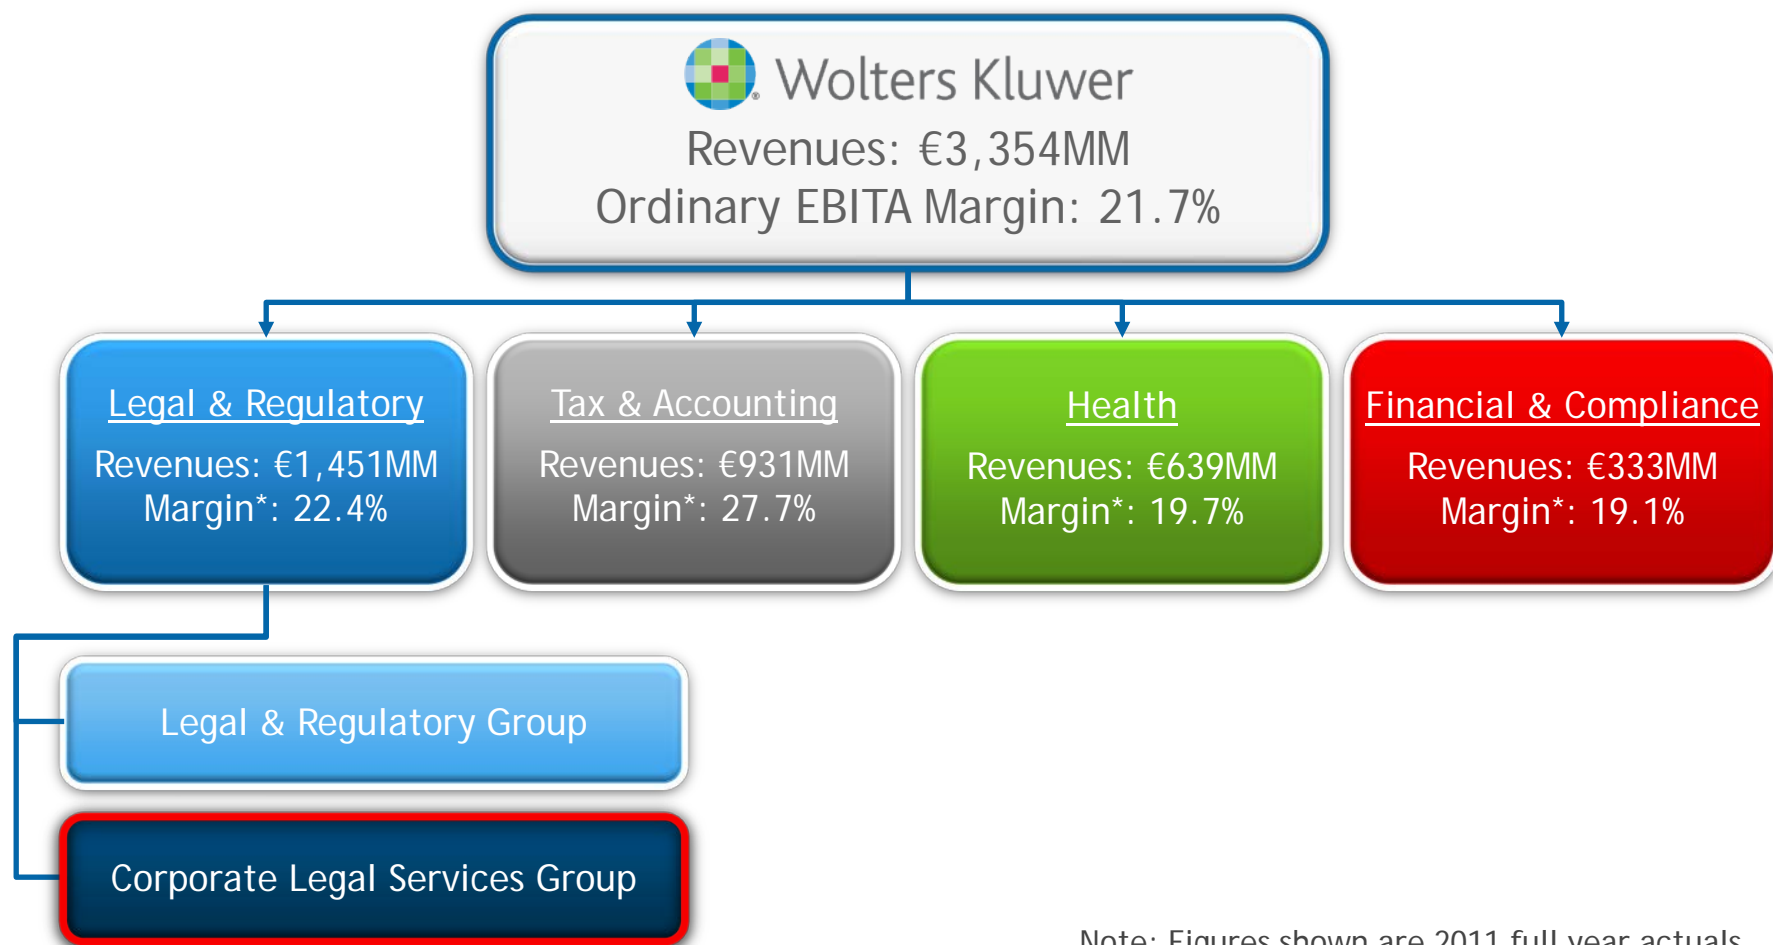 Wolters Kluwer
Revenues: €3,354MM
Ordinary EBITA Margin: 21.7%
Legal & Regulatory
Revenues: €1,451MM
Margin*: 22.4%
Tax & Accounting
Revenues: €931MM
Margin*: 27.7%
Health
Revenues: €639MM
Margin*: 19.7%
Financial & Compliance
Revenues: €333MM
Margin*: 19.1%
Legal & Regulatory Group
Corporate Legal Services Group
Note: Figures shown are 2011 full year actuals